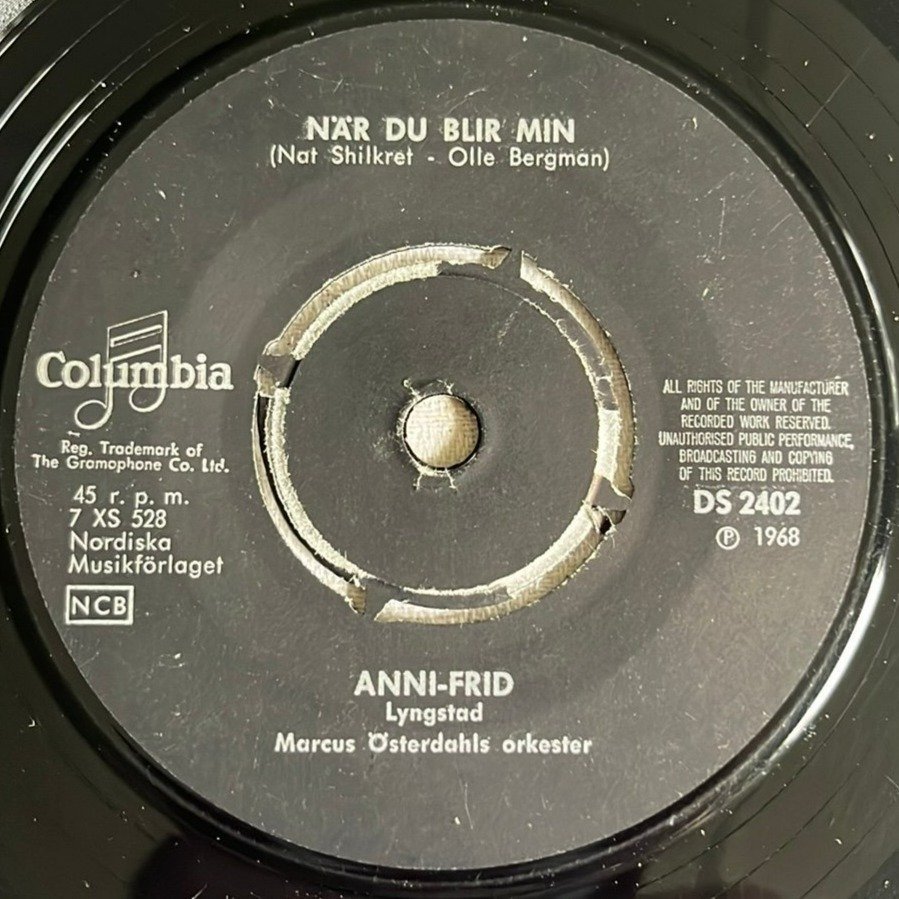 NÄR DU BLIR MIN
(Nat Shilkret - Olle Bergman)
Columbia
Reg. Trademark of
The Gramophone Co. Ltd.
45 r. p. m.
7 XS 528
Nordiska
Musikförlaget
NCB
ALL RIGHTS OF THE MANUFACTURER
AND OF THE OWNER OF THE
RECORDED WORK RESERVED.
UNAUTHORISED PUBLIC PERFORMANCE,
BROADCASTING AND COPYING
OF THIS RECORD PROHIBITED.
DS 2402
℗ 1968
ANNI-FRID
Lyngstad
Marcus Österdahls orkester